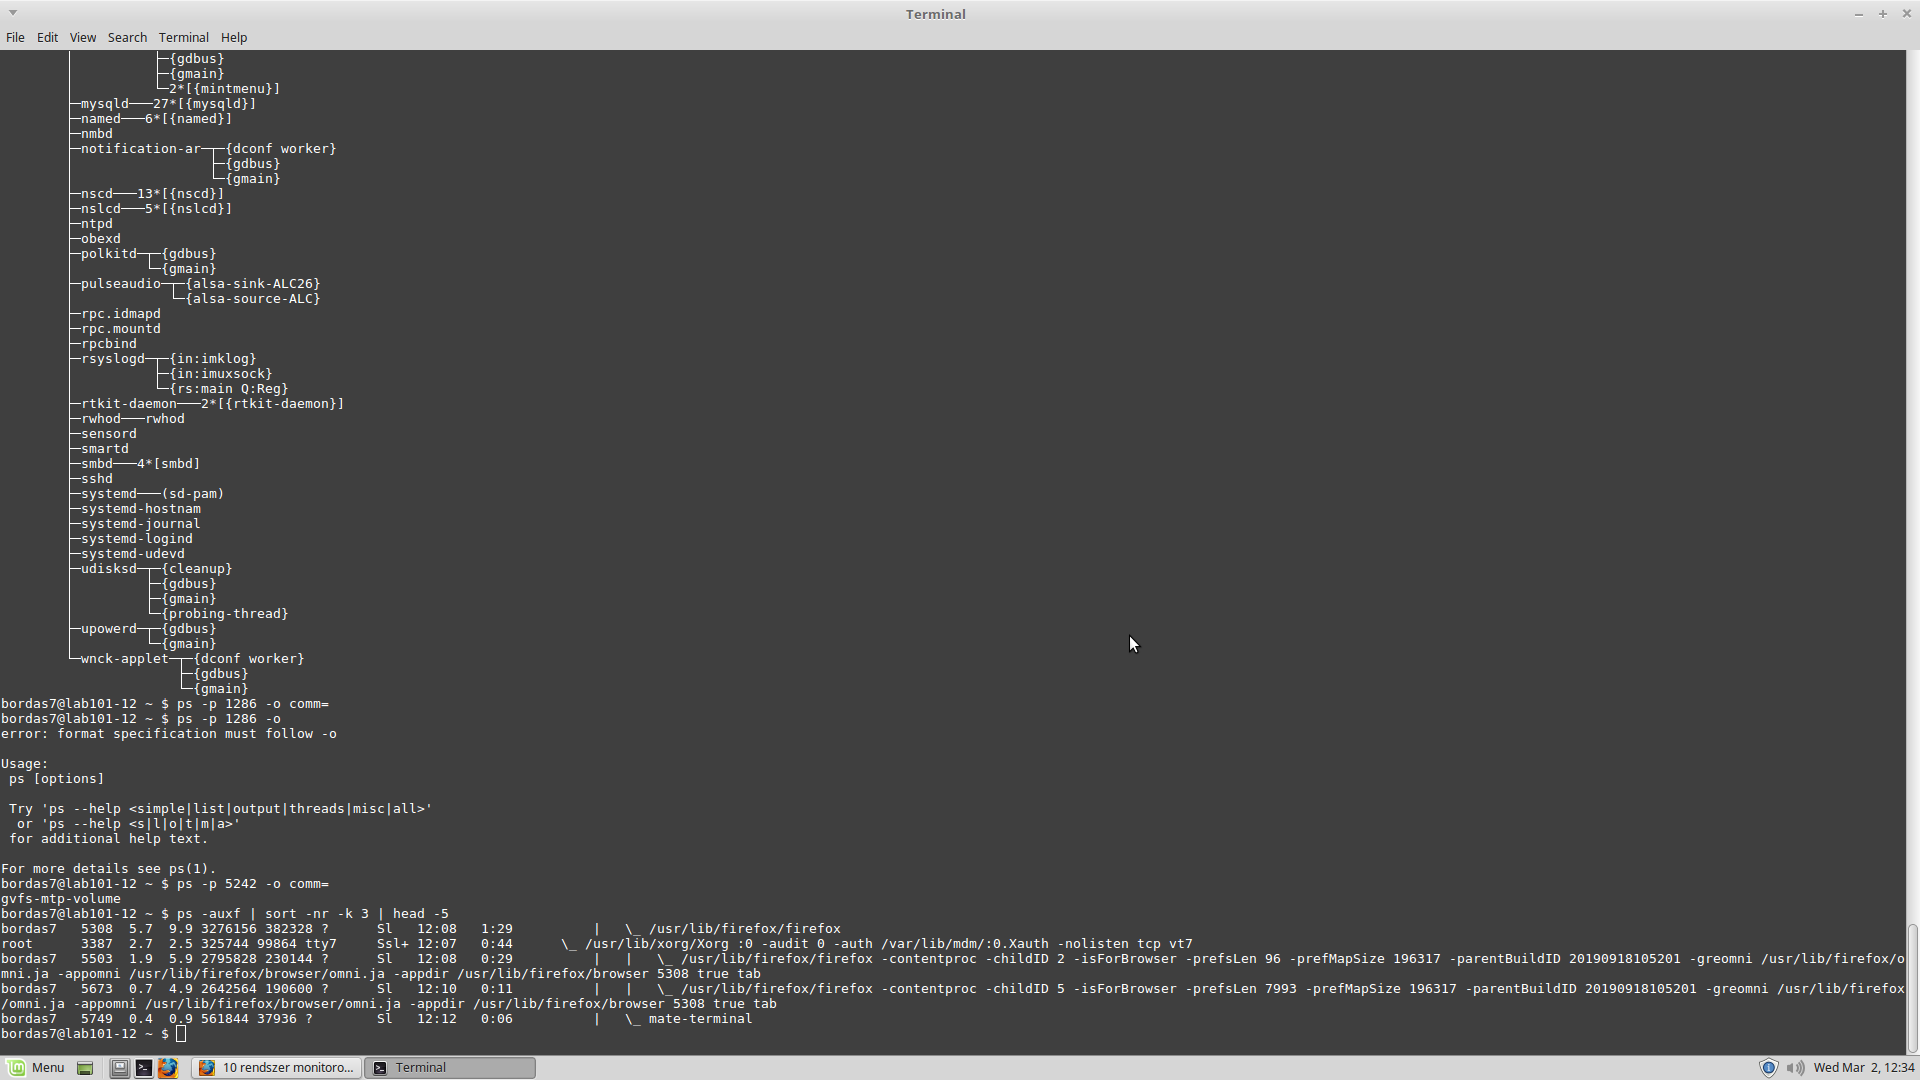 Terminal
File Edit View Search Terminal Help
├─{gdbus}
├─{gmain}
└─2*[{mintmenu}]
├─mysqld───27*[{mysqld}]
├─named───6*[{named}]
├─nmbd
├─notification-ar─┬─{dconf worker}
├─{gdbus}
└─{gmain}
├─nscd───13*[{nscd}]
├─nslcd───5*[{nslcd}]
├─ntpd
├─obexd
├─polkitd─┬─{gdbus}
└─{gmain}
├─pulseaudio─┬─{alsa-sink-ALC26}
└─{alsa-source-ALC}
├─rpc.idmapd
├─rpc.mountd
├─rpcbind
├─rsyslogd─┬─{in:imklog}
├─{in:imuxsock}
└─{rs:main Q:Reg}
├─rtkit-daemon───2*[{rtkit-daemon}]
├─rwhod───rwhod
├─sensord
├─smartd
├─smbd───4*[smbd]
├─sshd
├─systemd───(sd-pam)
├─systemd-hostnam
├─systemd-journal
├─systemd-logind
├─systemd-udevd
├─udisksd─┬─{cleanup}
├─{gdbus}
├─{gmain}
└─{probing-thread}
├─upowerd─┬─{gdbus}
└─{gmain}
└─wnck-applet─┬─{dconf worker}
├─{gdbus}
└─{gmain}
bordas7@lab101-12 ~ $ ps -p 1286 -o comm=
bordas7@lab101-12 ~ $ ps -p 1286 -o
error: format specification must follow -o
Usage:
ps [options]
Try 'ps --help <simple|list|output|threads|misc|all>'
or 'ps --help <s|l|o|t|m|a>'
for additional help text.
For more details see ps(1).
bordas7@lab101-12 ~ $ ps -p 5242 -o comm=
gvfs-mtp-volume
bordas7@lab101-12 ~ $ ps -auxf | sort -nr -k 3 | head -5
bordas7 5308 5.7 9.9 3276156 382328 ? Sl 12:08 1:29 | \_ /usr/lib/firefox/firefox
root 3387 2.7 2.5 325744 99864 tty7 Ssl+ 12:07 0:44 \_ /usr/lib/xorg/Xorg :0 -audit 0 -auth /var/lib/mdm/:0.Xauth -nolisten tcp vt7
bordas7 5503 1.9 5.9 2795828 230144 ? Sl 12:08 0:29 | | \_ /usr/lib/firefox/firefox -contentproc -childID 2 -isForBrowser -prefsLen 96 -prefMapSize 196317 -parentBuildID 20190918105201 -greomni /usr/lib/firefox/o
mni.ja -appomni /usr/lib/firefox/browser/omni.ja -appdir /usr/lib/firefox/browser 5308 true tab
bordas7 5673 0.7 4.9 2642564 190600 ? Sl 12:10 0:11 | | \_ /usr/lib/firefox/firefox -contentproc -childID 5 -isForBrowser -prefsLen 7993 -prefMapSize 196317 -parentBuildID 20190918105201 -greomni /usr/lib/firefox
/omni.ja -appomni /usr/lib/firefox/browser/omni.ja -appdir /usr/lib/firefox/browser 5308 true tab
bordas7 5749 0.4 0.9 561844 37936 ? Sl 12:12 0:06 | \_ mate-terminal
bordas7@lab101-12 ~ $
Menu 10 rendszer monitoro... Terminal Wed Mar 2, 12:34